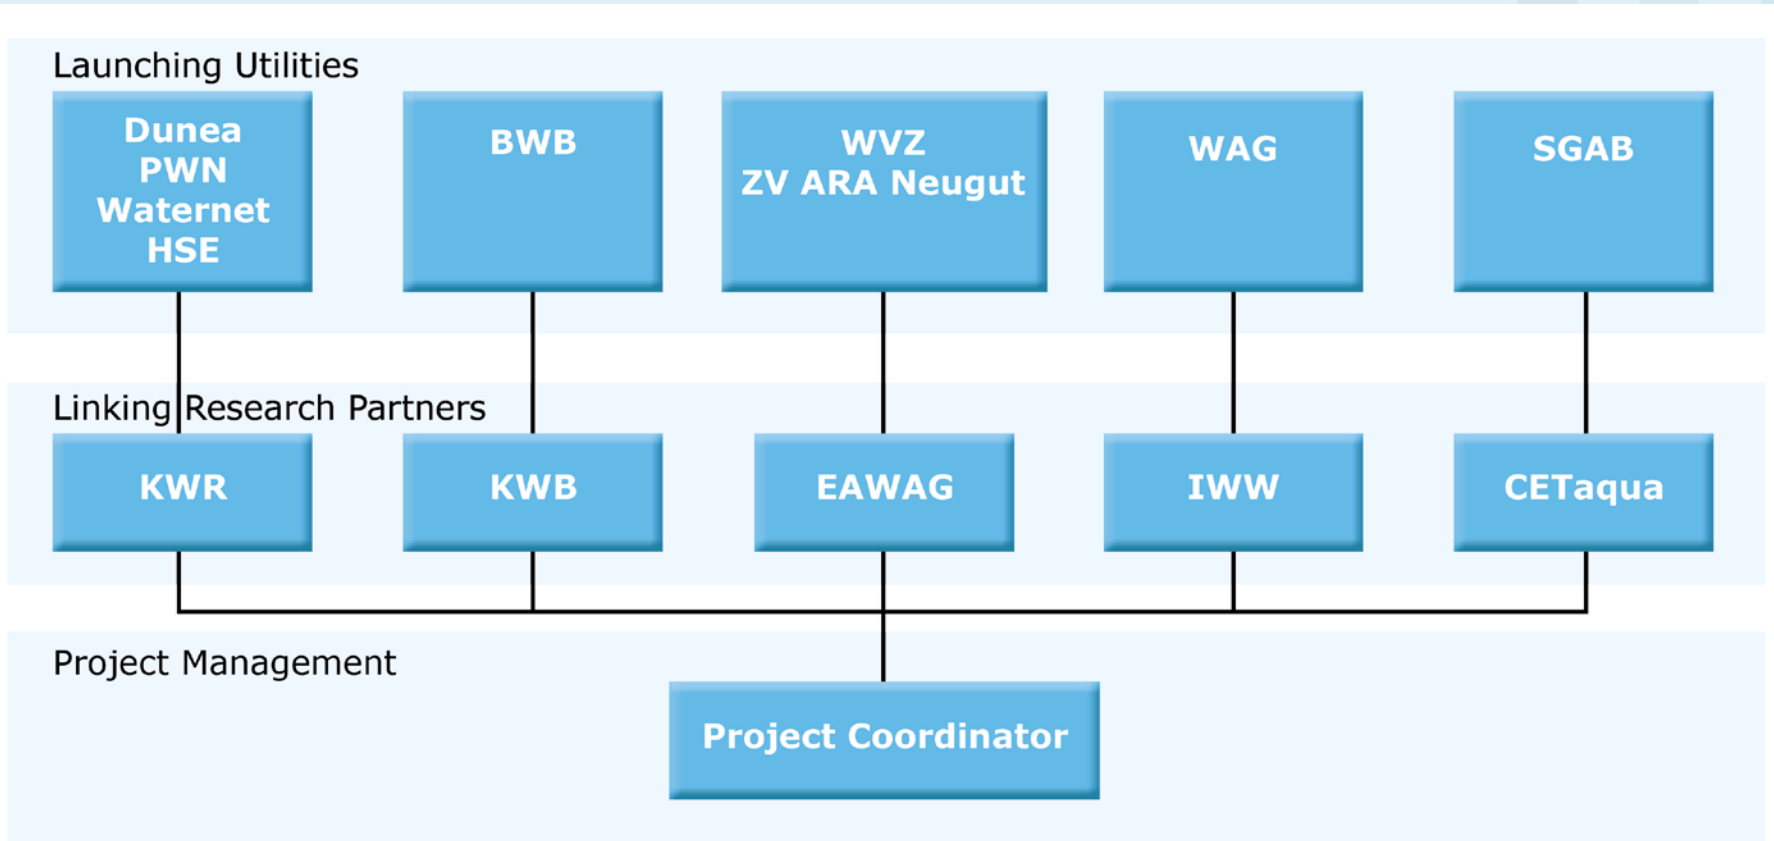 Launching Utilities
Dunea
PWN
Waternet
HSE
BWB
WVZ
ZV ARA Neugut
WAG
SGAB
Linking Research Partners
KWR
KWB
EAWAG
IWW
CETaqua
Project Management
Project Coordinator